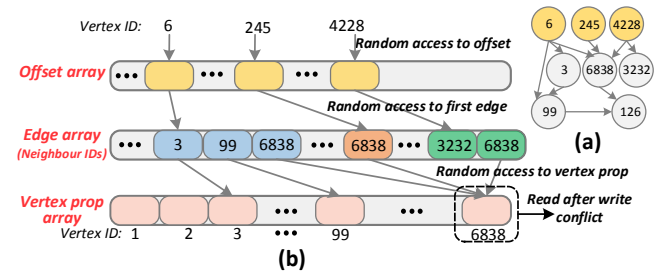 Vertex ID: 6 245 4228
Random access to offset
Offset array ••• ••• •••
Random access to first edge
Edge array
(Neighbour IDs)
••• 3 99 6838 ••• 6838 ••• 3232 6838
Random access to vertex prop
Vertex prop
array
••• •••
Read after write
conflict
Vertex ID: 1 2 3 ••• 99 6838
(b)
6 245 4228
3 6838 3232
99 126
(a)